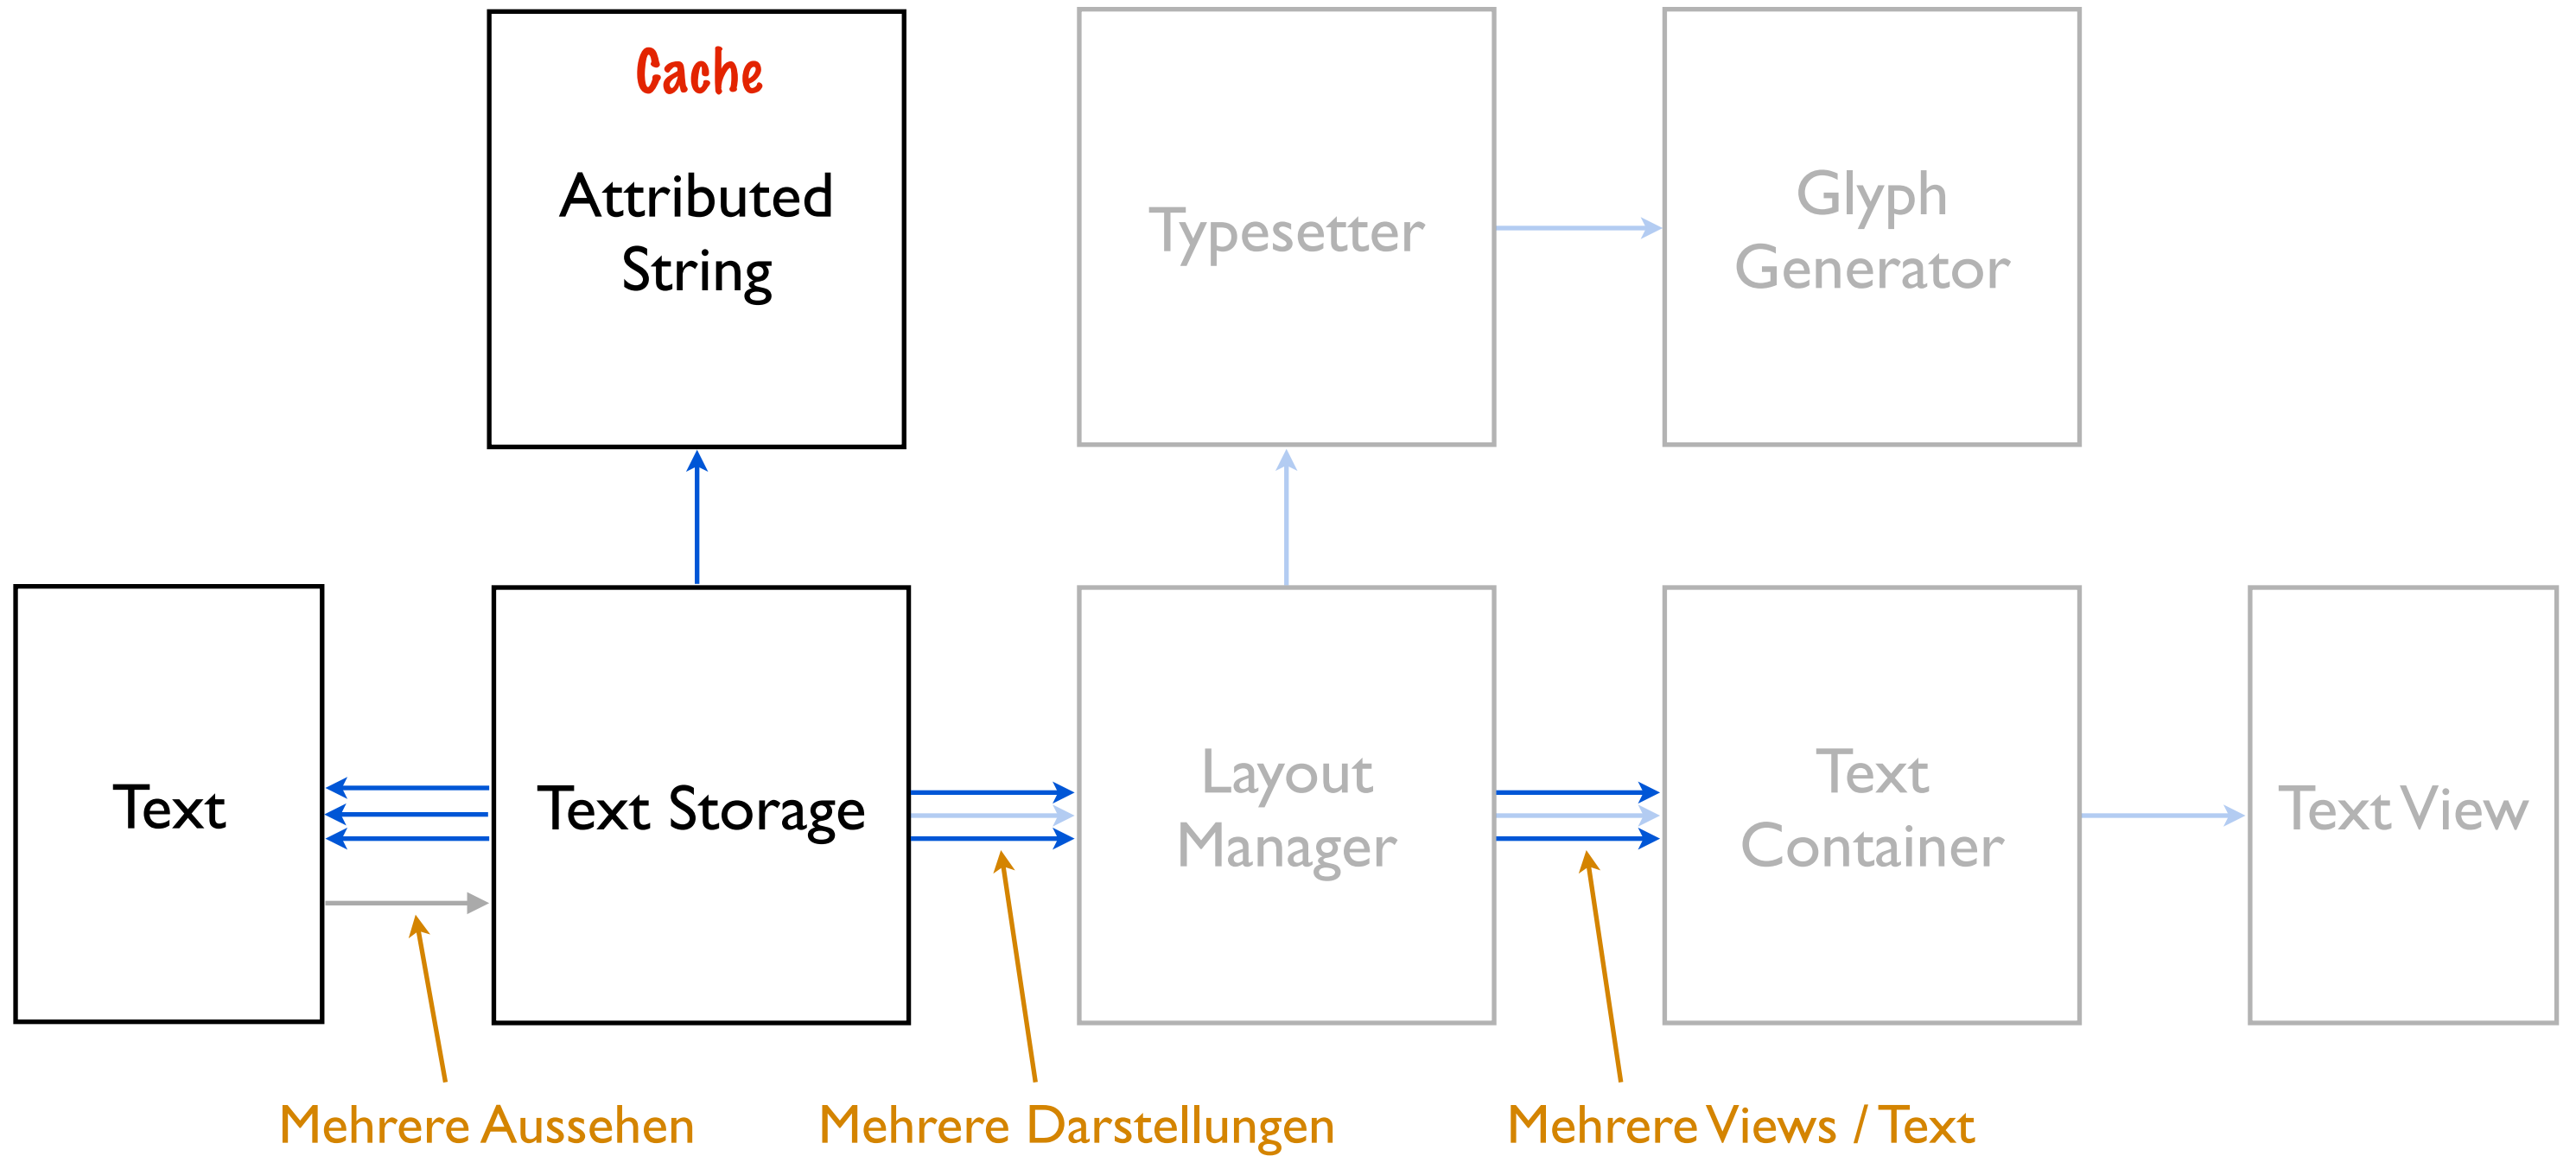 Cache
Attributed
String
Typesetter
Glyph
Generator
Text
Text Storage
Layout
Manager
Text
Container
Text View
Mehrere Aussehen
Mehrere Darstellungen
Mehrere Views / Text